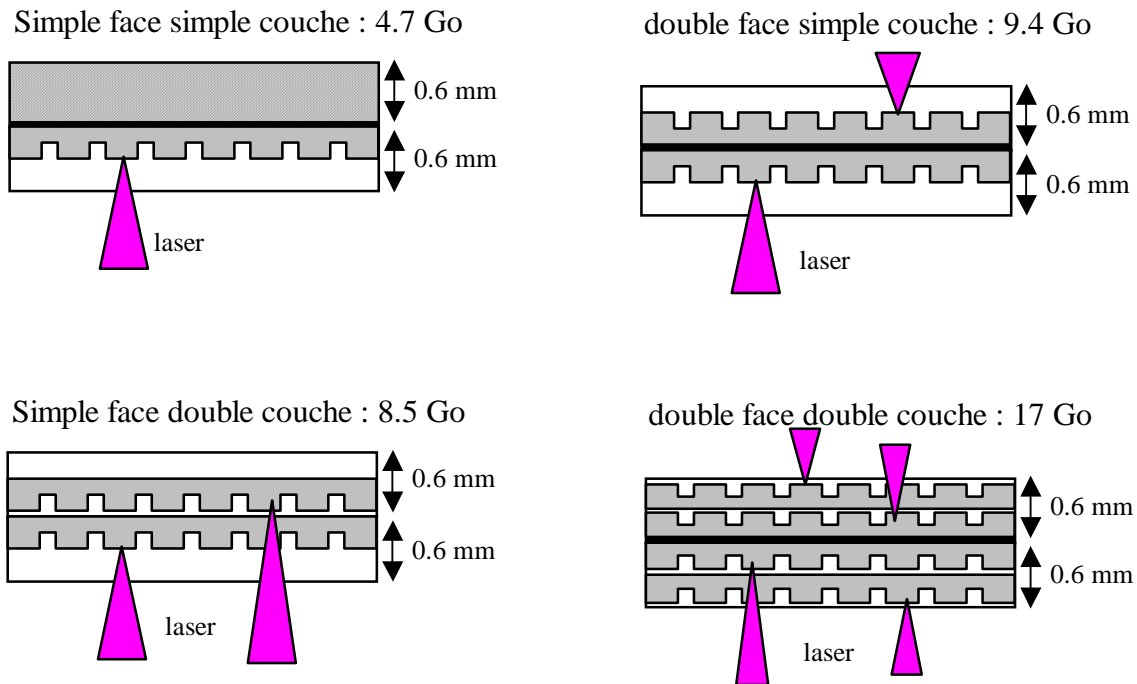 Simple face simple couche : 4.7 Go
0.6 mm
0.6 mm
laser
double face simple couche : 9.4 Go
0.6 mm
0.6 mm
laser
Simple face double couche : 8.5 Go
0.6 mm
0.6 mm
laser
double face double couche : 17 Go
0.6 mm
0.6 mm
laser